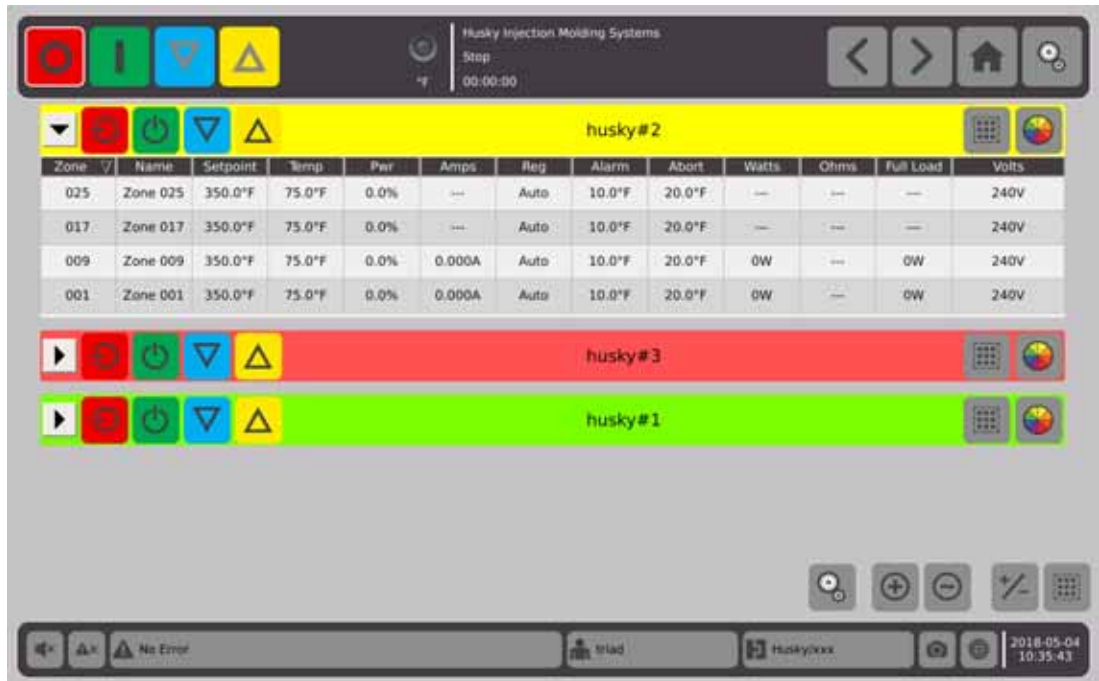 Husky Injection Molding Systems
Stop
°F 00:00:00
husky#2
Zone Name Setpoint Temp Pwr Amps Reg Alarm Abort Watts Ohms Full Load Volts
025 Zone 025 350.0°F 75.0°F 0.0% --- Auto 10.0°F 20.0°F --- --- --- 240V
017 Zone 017 350.0°F 75.0°F 0.0% --- Auto 10.0°F 20.0°F --- --- --- 240V
009 Zone 009 350.0°F 75.0°F 0.0% 0.000A Auto 10.0°F 20.0°F 0W --- 0W 240V
001 Zone 001 350.0°F 75.0°F 0.0% 0.000A Auto 10.0°F 20.0°F 0W --- 0W 240V
husky#3
husky#1
No Error triad Husky/xxx 2018-05-04
10:35:43